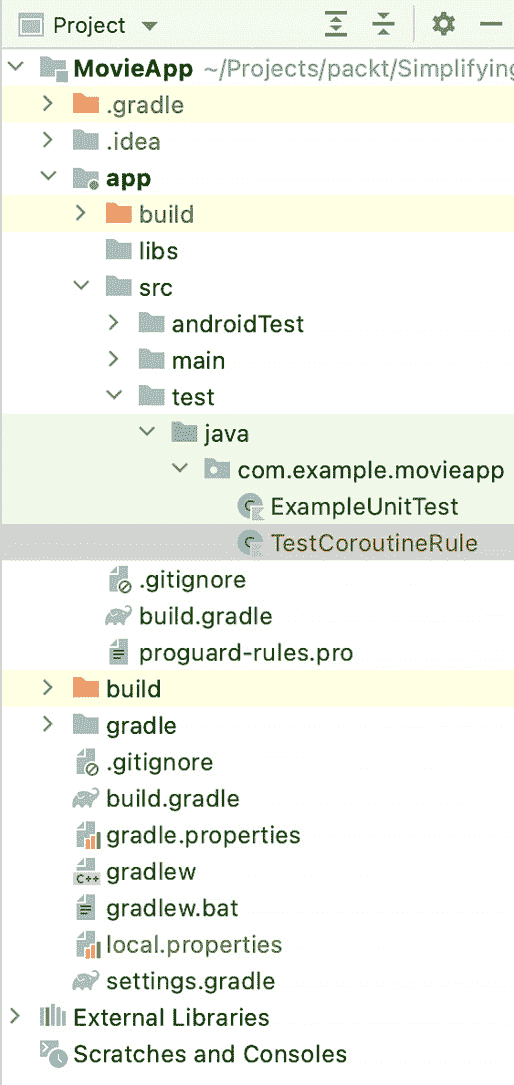 Project
MovieApp ~/Projects/packt/Simplifying
.gradle
.idea
app
build
libs
src
androidTest
main
test
java
com.example.movieapp
ExampleUnitTest
TestCoroutineRule
.gitignore
build.gradle
proguard-rules.pro
build
gradle
.gitignore
build.gradle
gradle.properties
C++ gradlew
gradlew.bat
local.properties
settings.gradle
External Libraries
Scratches and Consoles